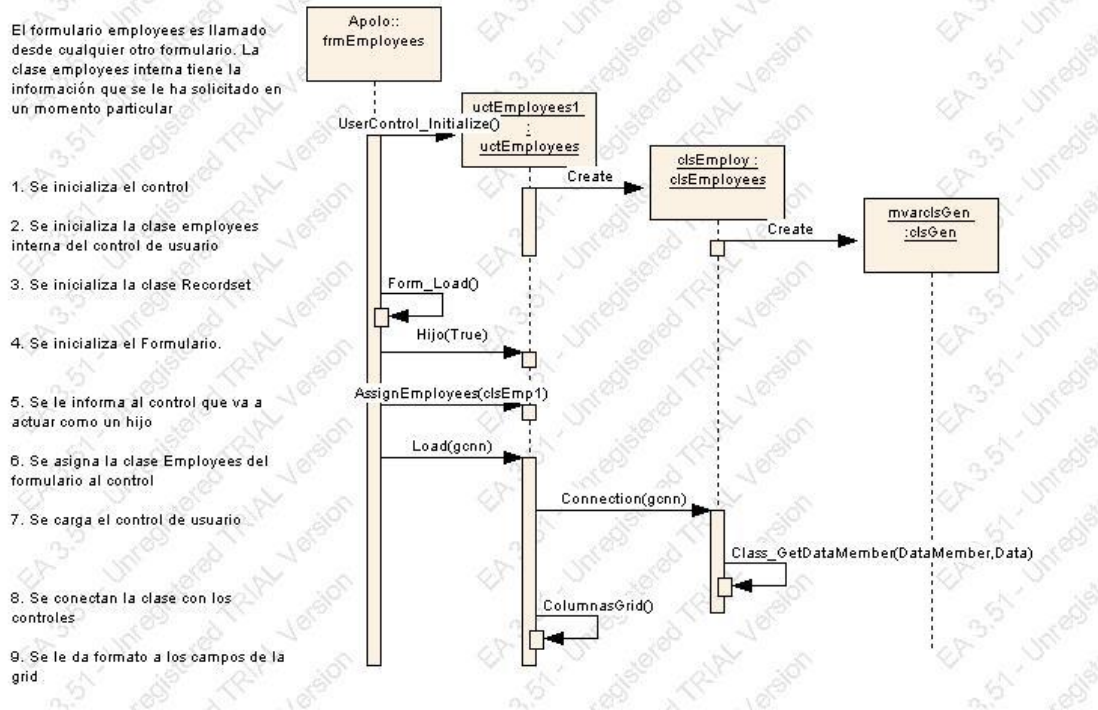 El formulario employees es llamado
desde cualquier otro formulario. La
clase employees interna tiene la
información que se le ha solicitado en
un momento particular
Apolo::
frmEmployees
uctEmployees1
:
uctEmployees
UserControl_Initialize()
clsEmploy :
clsEmployees
Create
mvarclsGen
:clsGen
Create
1. Se inicializa el control
2. Se inicializa la clase employees
interna del control de usuario
3. Se inicializa la clase Recordset
Form_Load()
4. Se inicializa el Formulario.
Hijo(True)
5. Se le informa al control que va a
actuar como un hijo
AssignEmployees(clsEmp1)
6. Se asigna la clase Employees del
formulario al control
Load(gcnn)
7. Se carga el control de usuario
Connection(gcnn)
Class_GetDataMember(DataMember,Data)
8. Se conectan la clase con los
controles
ColumnasGrid()
9. Se le da formato a los campos de la
grid
EA 3.51 - Unregistered TRIAL Version